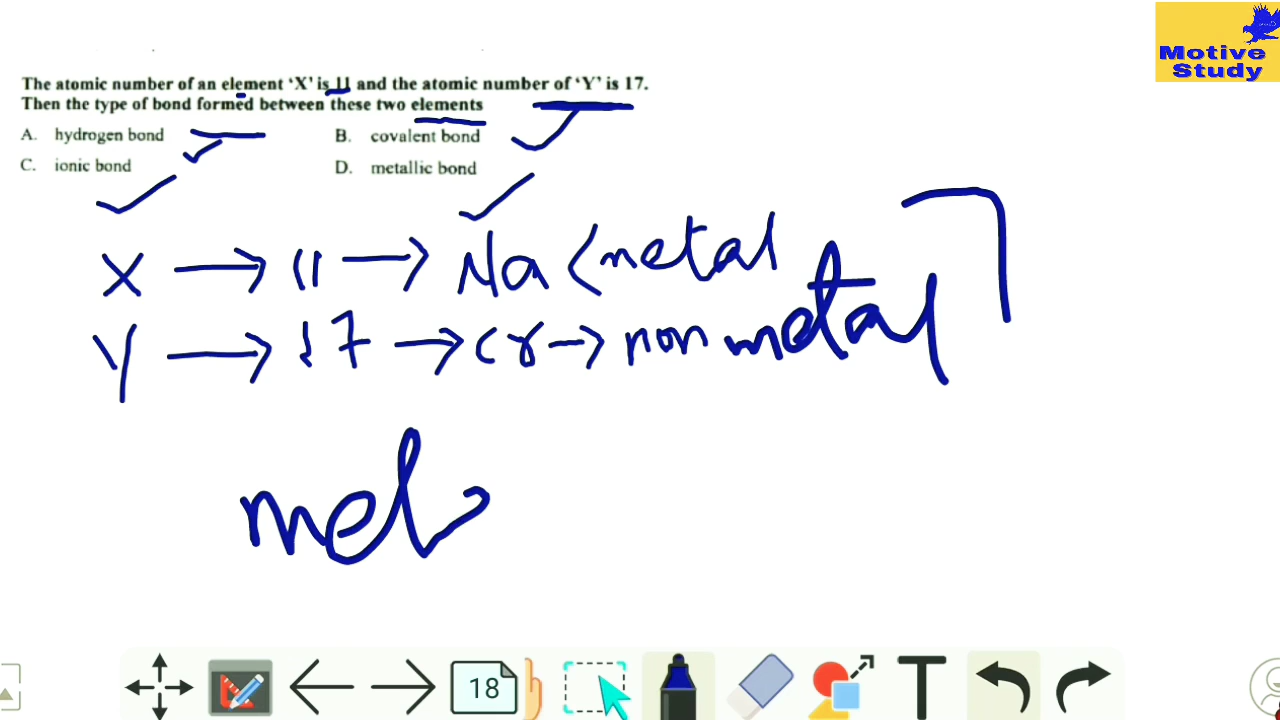 Motive
Study
The atomic number of an element ‘X’ is 11 and the atomic number of ‘Y’ is 17.
Then the type of bond formed between these two elements
A. hydrogen bond B. covalent bond
C. ionic bond D. metallic bond
X → 11 → Na (metal
Y → 17 → → non metal
18
T